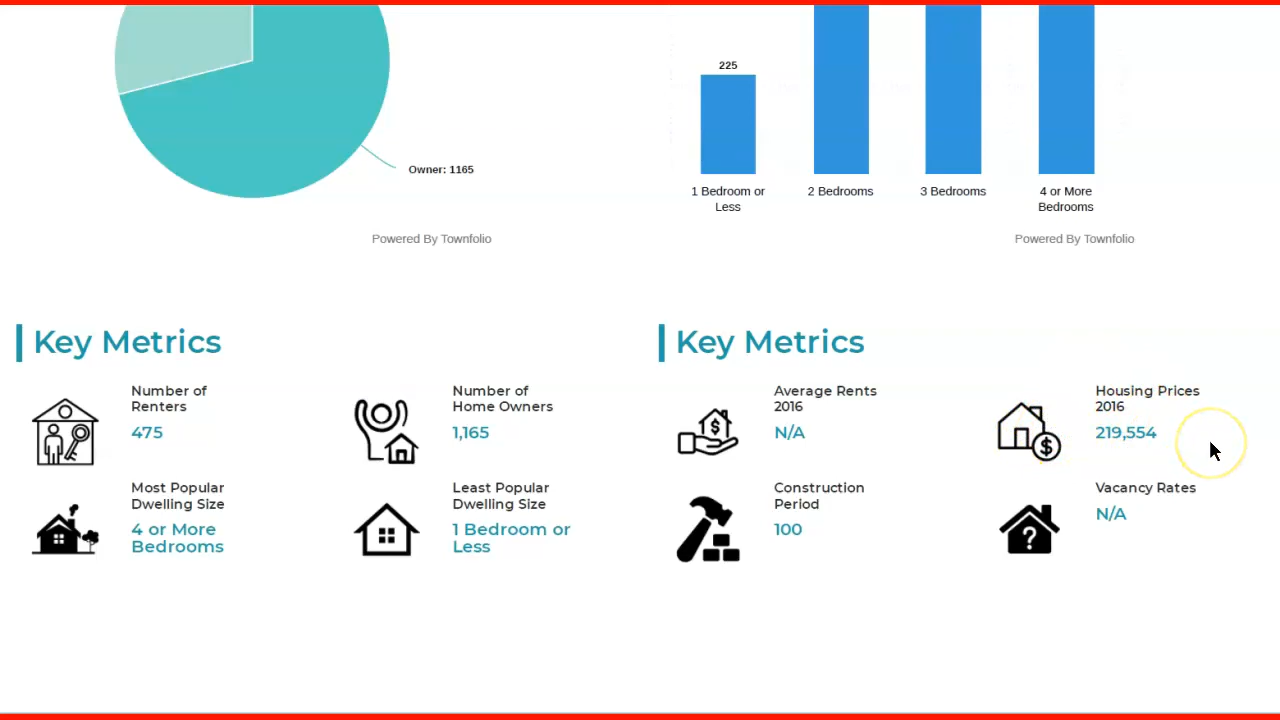 225
Owner: 1165
1 Bedroom or
Less
2 Bedrooms
3 Bedrooms
4 or More
Bedrooms
Powered By Townfolio
Powered By Townfolio
Key Metrics
Number of
Renters
475
Number of
Home Owners
1,165
Most Popular
Dwelling Size
4 or More
Bedrooms
Least Popular
Dwelling Size
1 Bedroom or
Less
Key Metrics
Average Rents
2016
N/A
Housing Prices
2016
219,554
Construction
Period
100
Vacancy Rates
N/A